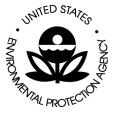 UNITED STATES
ENVIRONMENTAL PROTECTION AGENCY